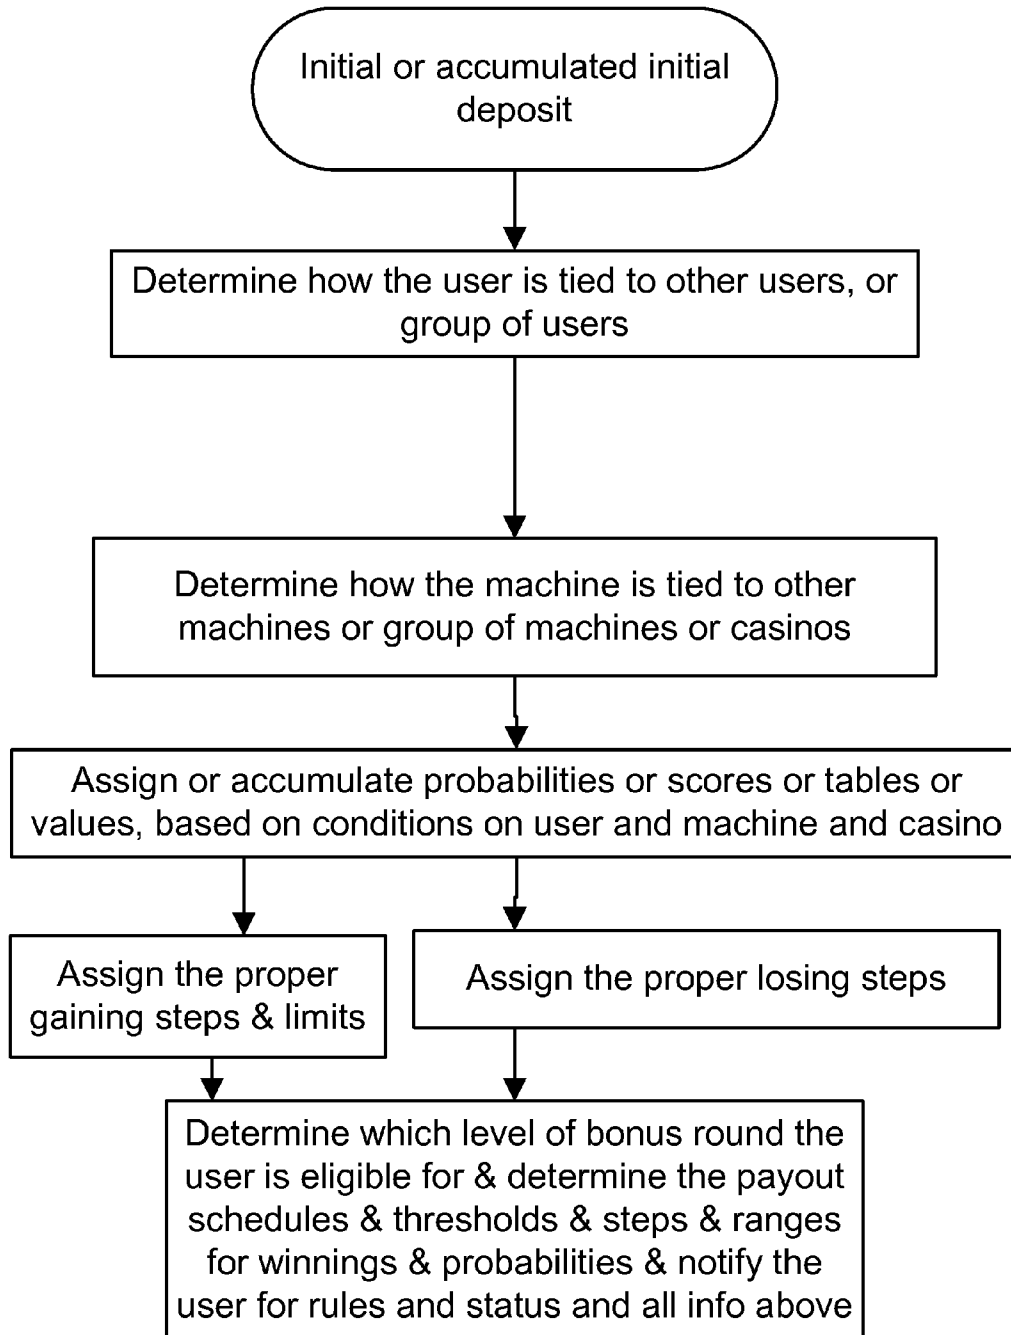 Initial or accumulated initial
deposit
Determine how the user is tied to other users, or
group of users
Determine how the machine is tied to other
machines or group of machines or casinos
Assign or accumulate probabilities or scores or tables or
values, based on conditions on user and machine and casino
Assign the proper
gaining steps & limits
Assign the proper losing steps
Determine which level of bonus round the
user is eligible for & determine the payout
schedules & thresholds & steps & ranges
for winnings & probabilities & notify the
user for rules and status and all info above